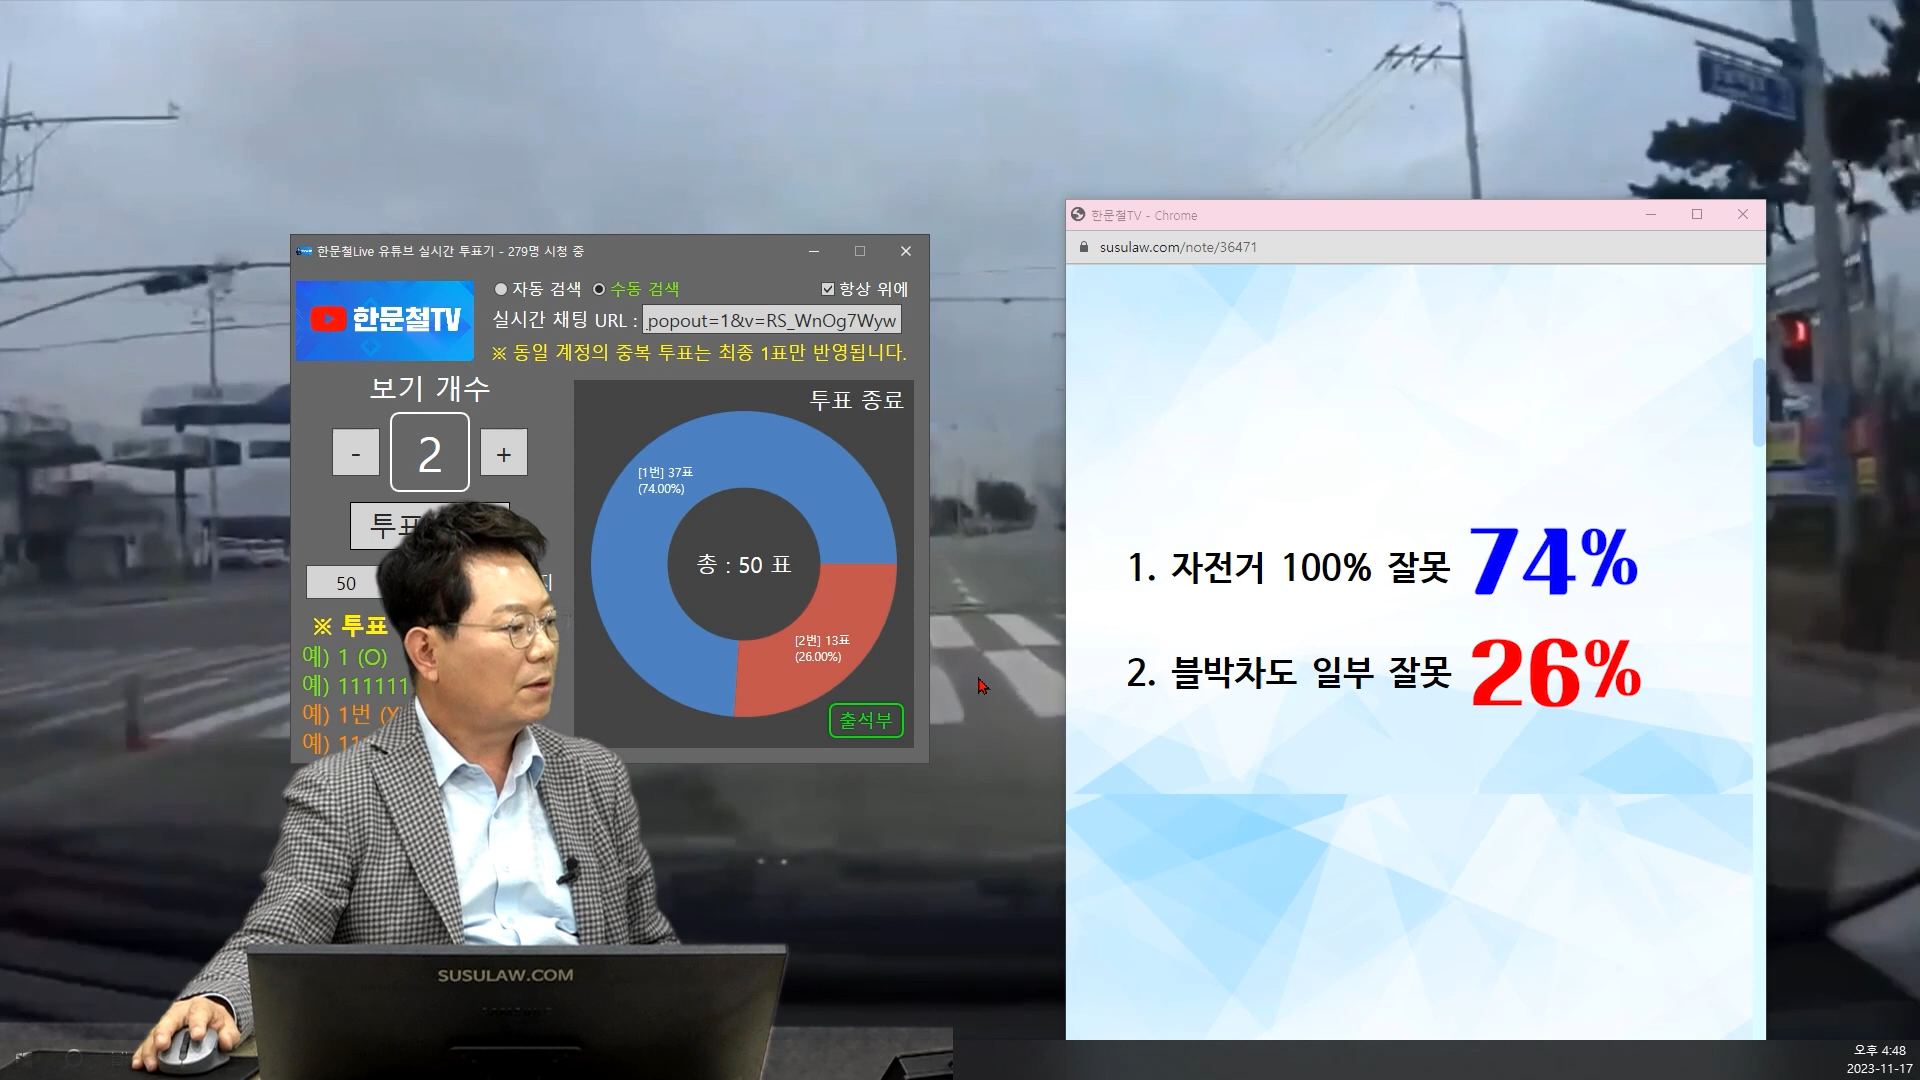 한문철Live 유튜브 실시간 투표기 - 279명 시청 중
한문철TV
자동 검색
수동 검색
항상 위에
실시간 채팅 URL :
popout=1&v=RS_WnOg7Wyw
※ 동일 계정의 중복 투표는 최종 1표만 반영됩니다.
보기 개수
-
2
+
50
※ 투표
예) 1 (O)
예) 111111
예) 1번
예) 11
투표 종료
[1번] 37표
(74.00%)
총 : 50 표
[2번] 13표
(26.00%)
출석부
SUSULAW.COM
한문철TV - Chrome
susulaw.com/note/36471
1. 자전거 100% 잘못 74%
2. 블박차도 일부 잘못 26%
오후 4:48
2023-11-17